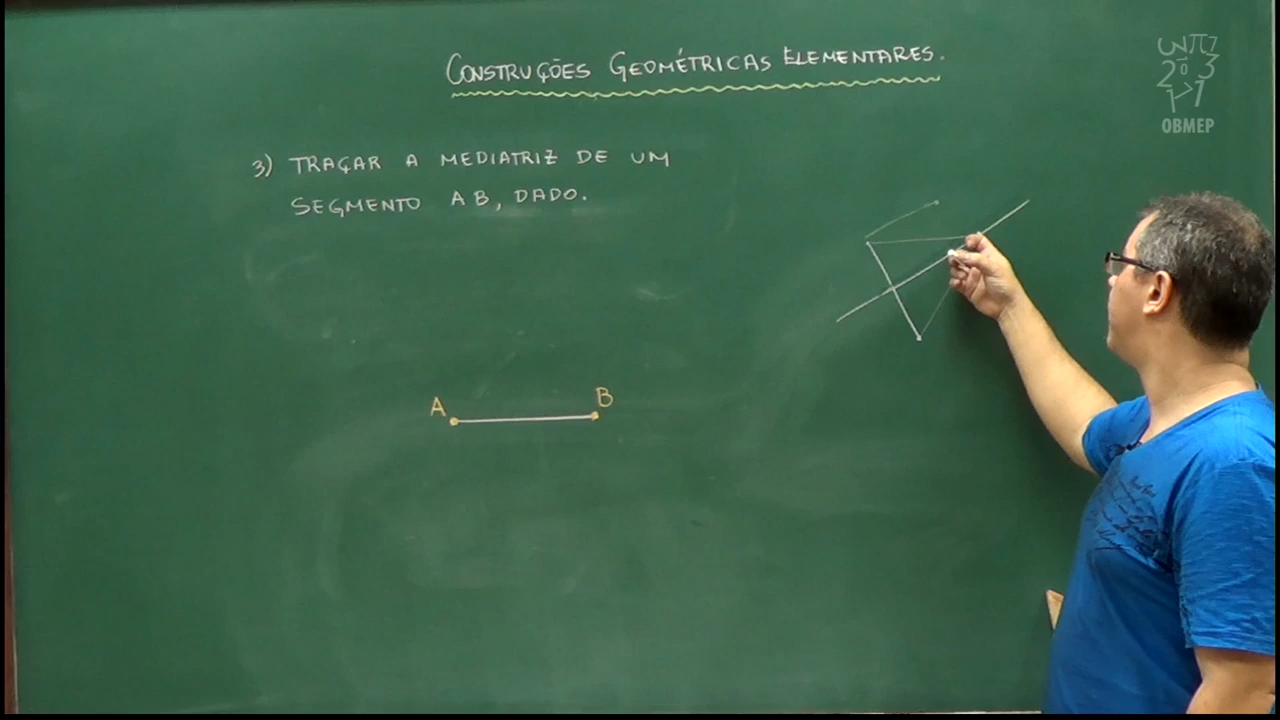 CONSTRUÇÕES GEOMÉTRICAS ELEMENTARES.
3) TRAÇAR A MEDIATRIZ DE UM
SEGMENTO AB, DADO.
A
B
OBMEP